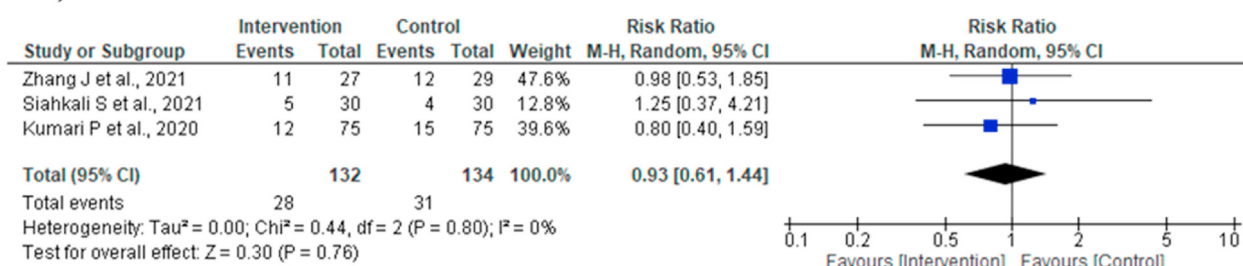 Intervention Control Risk Ratio Risk Ratio
Study or Subgroup Events Total Events Total Weight M-H, Random, 95% CI M-H, Random, 95% CI
Zhang J et al., 2021 11 27 12 29 47.6% 0.98 [0.53, 1.85]
Siahkali S et al., 2021 5 30 4 30 12.8% 1.25 [0.37, 4.21]
Kumari P et al., 2020 12 75 15 75 39.6% 0.80 [0.40, 1.59]
Total (95% CI) 132 134 100.0% 0.93 [0.61, 1.44]
Total events 28 31
Heterogeneity: Tau² = 0.00; Chi² = 0.44, df = 2 (P = 0.80); I² = 0%
Test for overall effect: Z = 0.30 (P = 0.76)
0.1 0.2 0.5 1 2 5 10
Favours [Intervention] Favours [Control]